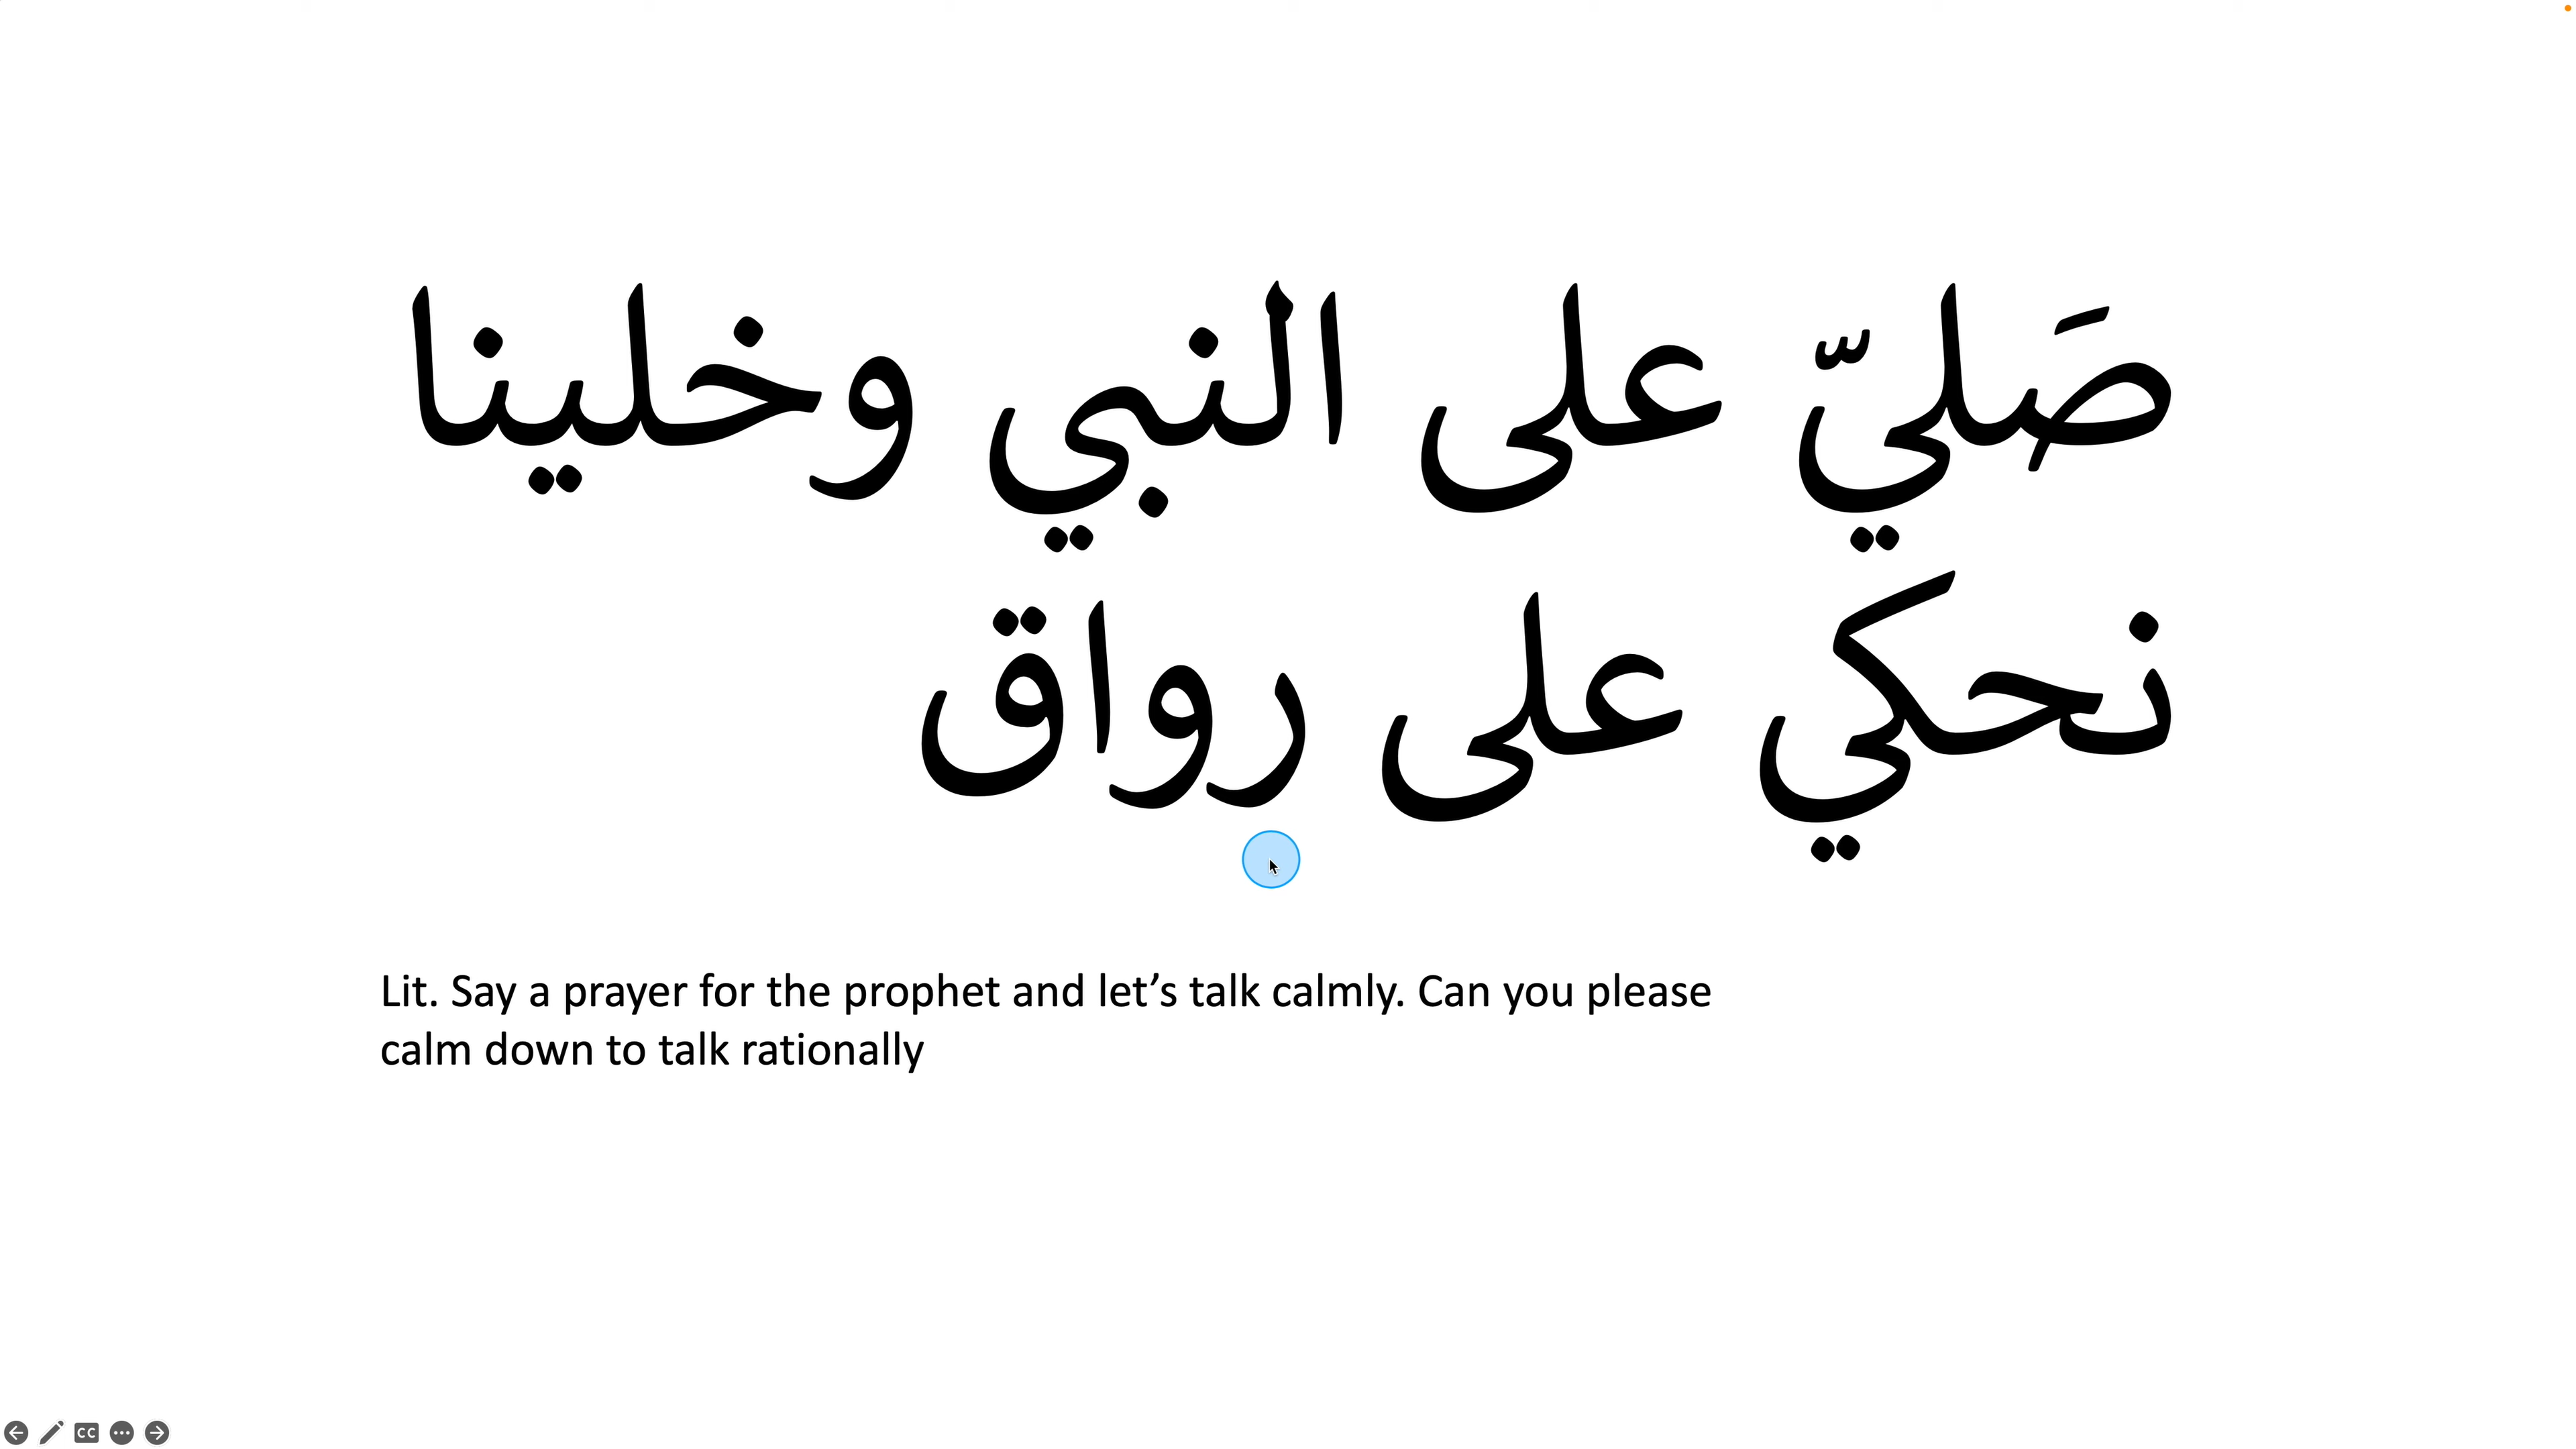 صَليّ على النبي وخلينا
نحكي على رواق
Lit. Say a prayer for the prophet and let’s talk calmly. Can you please
calm down to talk rationally
CC